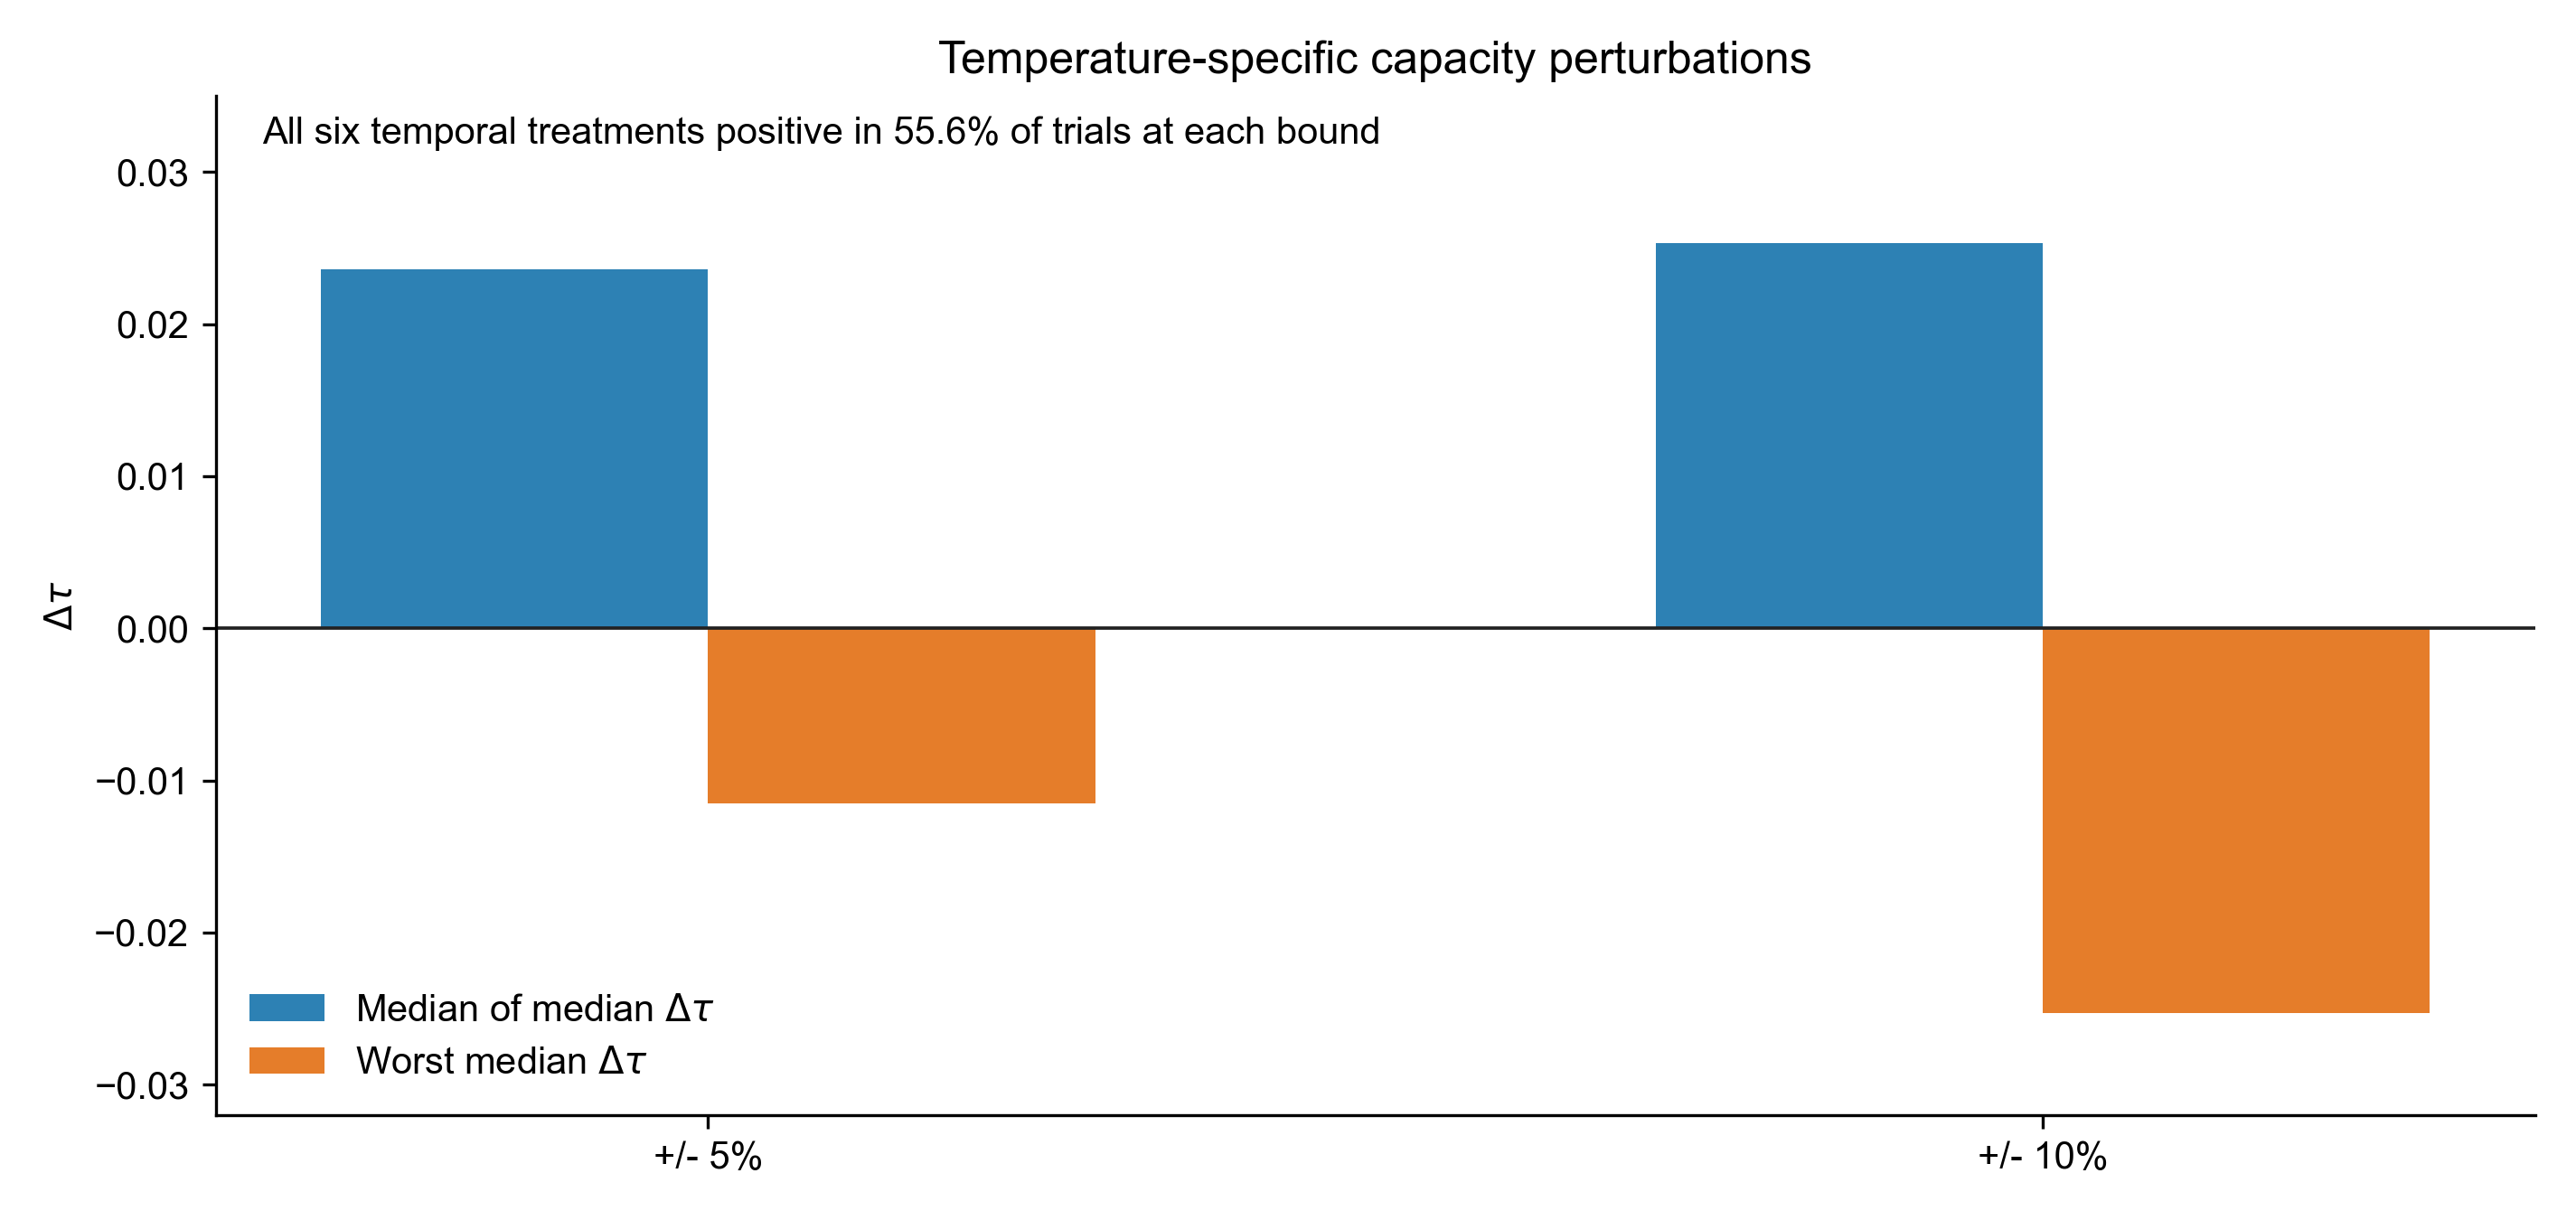 Temperature-specific capacity perturbations
All six temporal treatments positive in 55.6% of trials at each bound
0.03
0.02
0.01
0.00
−0.01
−0.02
−0.03
Δτ
Median of median Δτ
Worst median Δτ
+/- 5%
+/- 10%